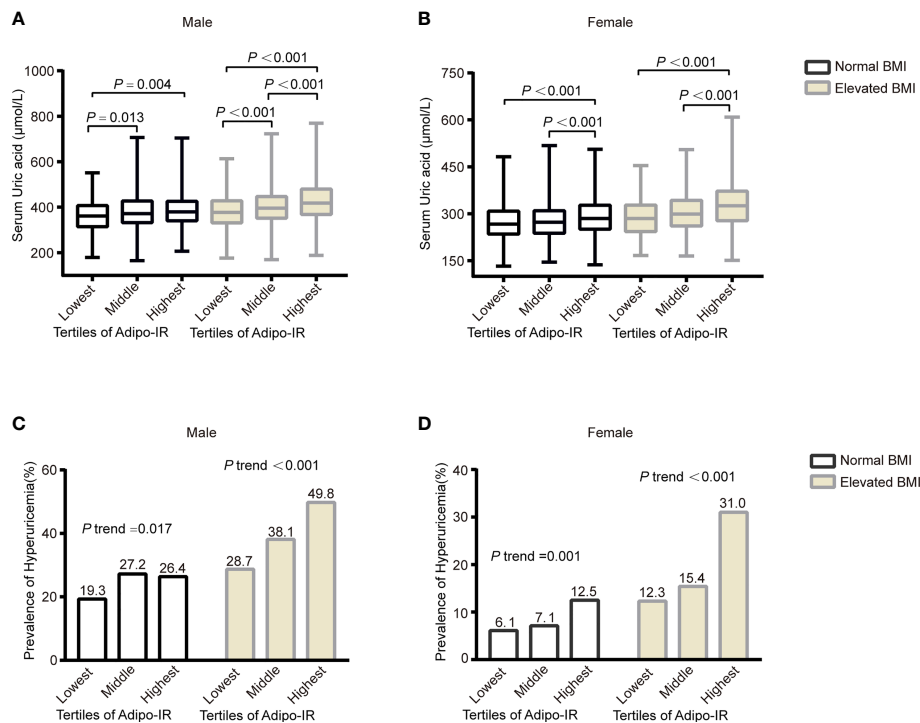 A
Male
Serum Uric acid (μmol/L)
1000
800
600
400
200
P = 0.004
P = 0.013
P < 0.001
P < 0.001
P < 0.001
Lowest
Middle
Highest
Lowest
Middle
Highest
Tertiles of Adipo-IR
Tertiles of Adipo-IR
B
Female
Serum Uric acid (μmol/L)
750
600
450
300
150
P < 0.001
P < 0.001
P < 0.001
P < 0.001
Lowest
Middle
Highest
Lowest
Middle
Highest
Tertiles of Adipo-IR
Tertiles of Adipo-IR
Normal BMI
Elevated BMI
C
Male
Prevalence of Hyperuricemia(%)
60
40
20
0
P trend =0.017
P trend <0.001
19.3
27.2
26.4
28.7
38.1
49.8
Lowest
Middle
Highest
Lowest
Middle
Highest
Tertiles of Adipo-IR
Tertiles of Adipo-IR
D
Female
Prevalence of Hyperuricemia(%)
40
30
20
10
0
P trend =0.001
P trend <0.001
6.1
7.1
12.5
12.3
15.4
31.0
Lowest
Middle
Highest
Lowest
Middle
Highest
Tertiles of Adipo-IR
Tertiles of Adipo-IR
Normal BMI
Elevated BMI